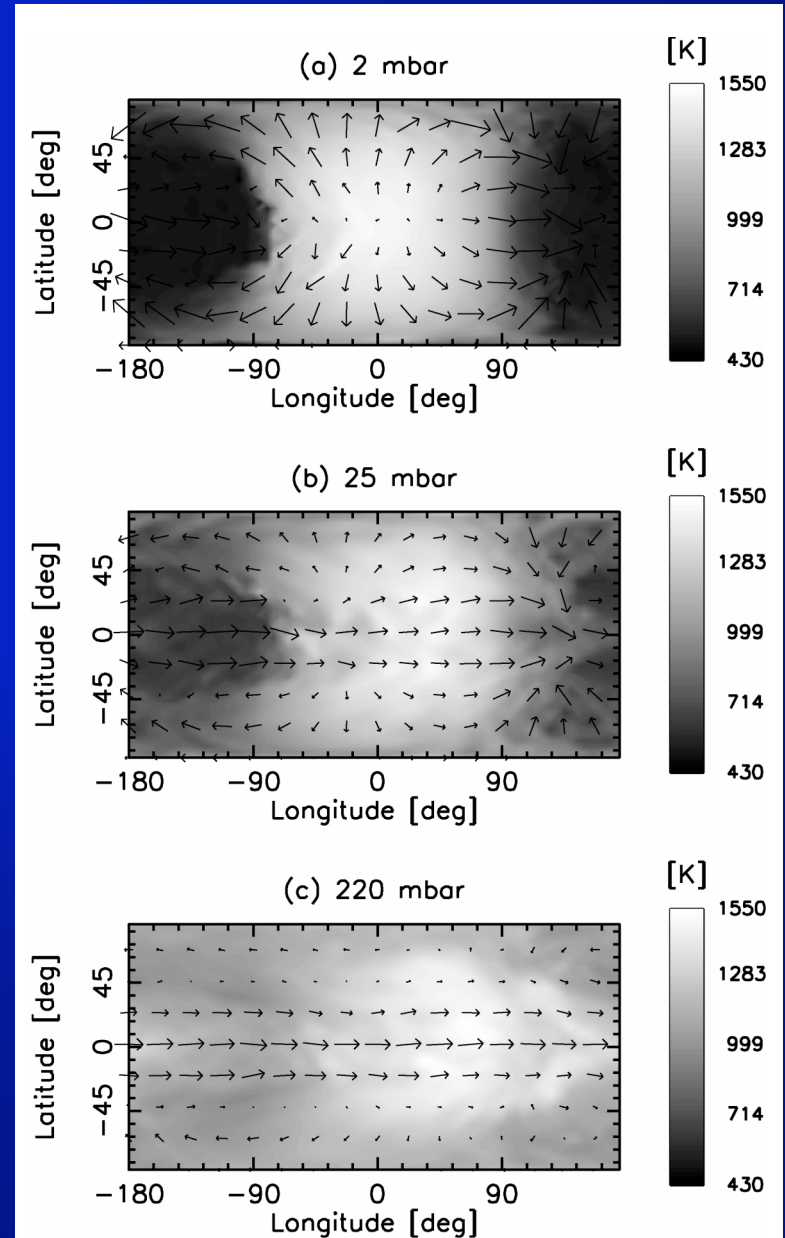 (a) 2 mbar
[K]
1550
1283
999
714
430
Latitude [deg]
45
0
−45
−180 −90 0 90
Longitude [deg]
(b) 25 mbar
[K]
1550
1283
999
714
430
Latitude [deg]
45
0
−45
−180 −90 0 90
Longitude [deg]
(c) 220 mbar
[K]
1550
1283
999
714
430
Latitude [deg]
45
0
−45
−180 −90 0 90
Longitude [deg]